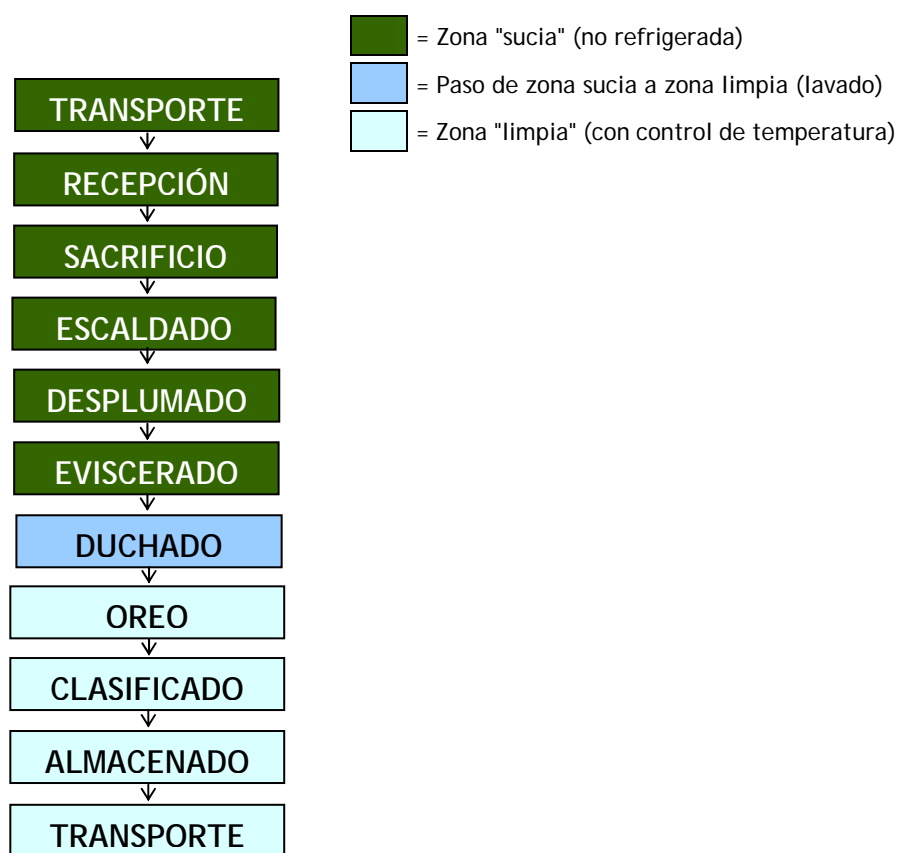 = Zona "sucia" (no refrigerada)
= Paso de zona sucia a zona limpia (lavado)
= Zona "limpia" (con control de temperatura)
TRANSPORTE
RECEPCIÓN
SACRIFICIO
ESCALDADO
DESPLUMADO
EVISCERADO
DUCHADO
OREO
CLASIFICADO
ALMACENADO
TRANSPORTE